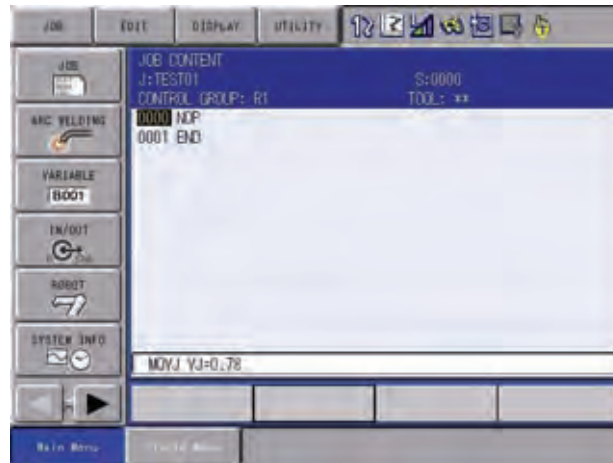 JOB EDIT DISPLAY UTILITY
JOB
ARC WELDING
VARIABLE
B001
IN/OUT
ROBOT
SYSTEM INFO
JOB CONTENT
J:TEST01 S:0000
CONTROL GROUP: R1 TOOL: **
0000 NOP
0001 END
MOVJ VJ=0.78
Main Menu